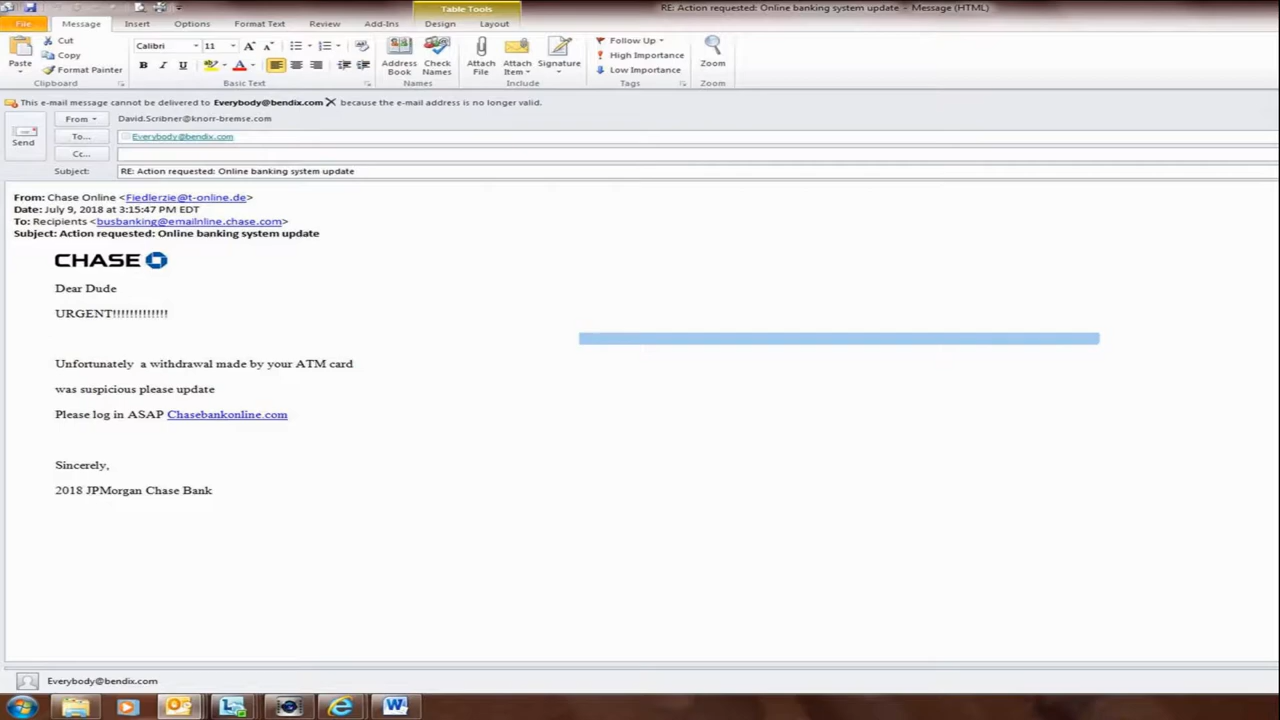 RE: Action requested: Online banking system update - Message (HTML)
Table Tools
File Message Insert Options Format Text Review Add-Ins Design Layout
Paste
Cut
Copy
Format Painter
Clipboard
Calibri 11
B I U
Basic Text
Address Book
Check Names
Names
Attach File
Attach Item
Signature
Include
Follow Up
High Importance
Low Importance
Tags
Zoom
Zoom
This e-mail message cannot be delivered to Everybody@bendix.com because the e-mail address is no longer valid.
Send
From David.Scribner@knorr-bremse.com
To... Everybody@bendix.com
Cc...
Subject: RE: Action requested: Online banking system update
From: Chase Online <Fiedlerzie@t-online.de>
Date: July 9, 2018 at 3:15:47 PM EDT
To: Recipients <busbanking@emailnline.chase.com>
Subject: Action requested: Online banking system update
CHASE
Dear Dude
URGENT!!!!!!!!!!!!!
Unfortunately a withdrawal made by your ATM card
was suspicious please update
Please log in ASAP Chasebankonline.com
Sincerely,
2018 JPMorgan Chase Bank
Everybody@bendix.com